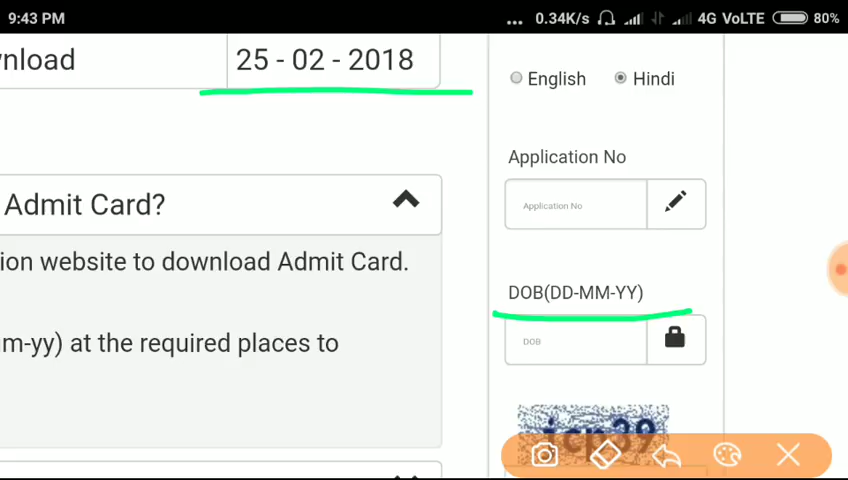 9:43 PM
... 0.34K/s 4G VoLTE 80%
nload
25 - 02 - 2018
English
Hindi
Application No
Admit Card?
Application No
ion website to download Admit Card.
DOB(DD-MM-YY)
m-yy) at the required places to
DOB
icp39